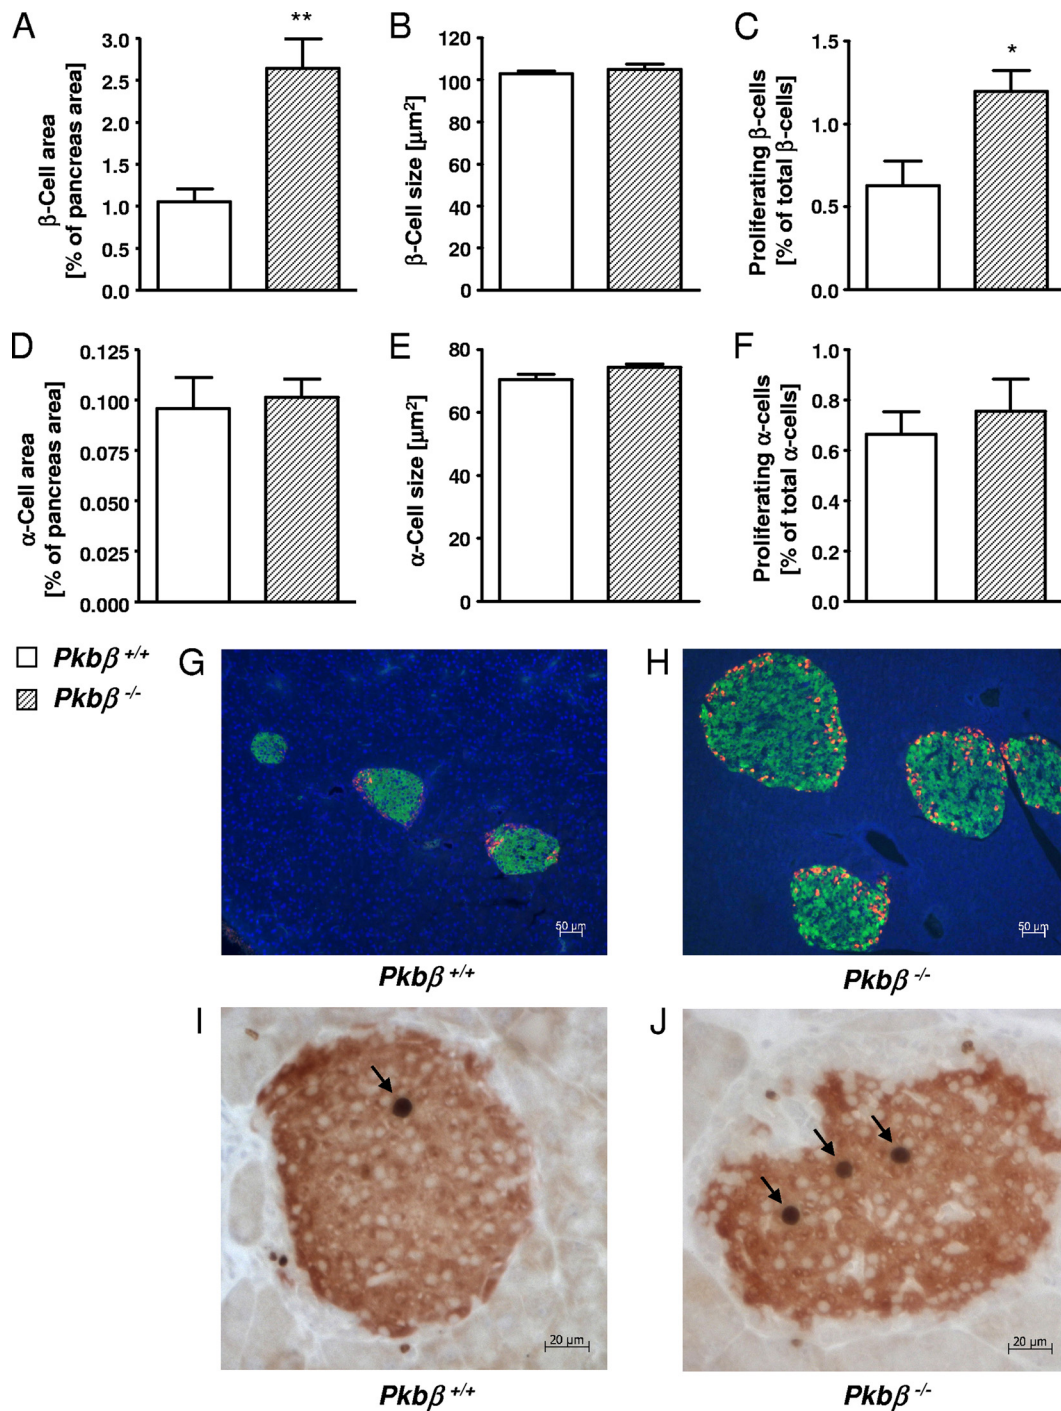 A
β-Cell area
[% of pancreas area]
3.0
2.5
2.0
1.5
1.0
0.5
0.0
**
B
β-Cell size [μm²]
120
100
80
60
40
20
0
C
Proliferating β-cells
[% of total β-cells]
1.5
1.0
0.5
0.0
*
D
α-Cell area
[% of pancreas area]
0.125
0.100
0.075
0.050
0.025
0.000
E
α-Cell size [μm²]
80
60
40
20
0
F
Proliferating α-cells
[% of total α-cells]
1.0
0.8
0.6
0.4
0.2
0.0
Pkbβ +/+
Pkbβ -/-
G
50 μm
Pkbβ +/+
H
50 μm
Pkbβ -/-
I
20 μm
Pkbβ +/+
J
20 μm
Pkbβ -/-